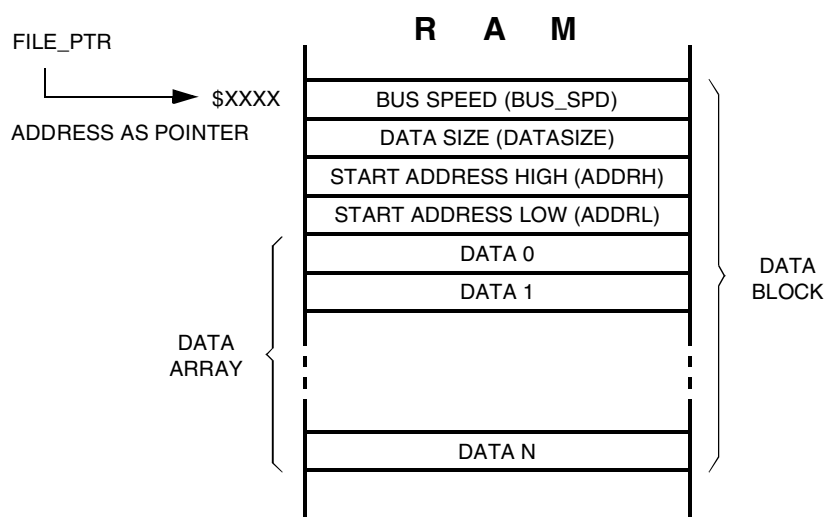 R A M
FILE_PTR
$XXXX
ADDRESS AS POINTER
BUS SPEED (BUS_SPD)
DATA SIZE (DATASIZE)
START ADDRESS HIGH (ADDRH)
START ADDRESS LOW (ADDRL)
DATA 0
DATA 1
DATA N
DATA
ARRAY
DATA
BLOCK